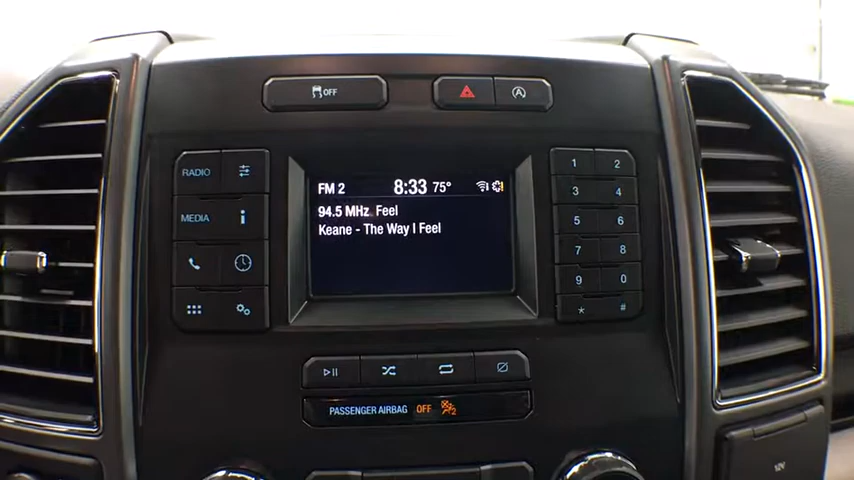 OFF
A
RADIO
MEDIA
i
FM 2 8:33 75°
94.5 MHz Feel
Keane - The Way I Feel
1 2
3 4
5 6
7 8
9 0
* #
PASSENGER AIRBAG OFF 2
12V